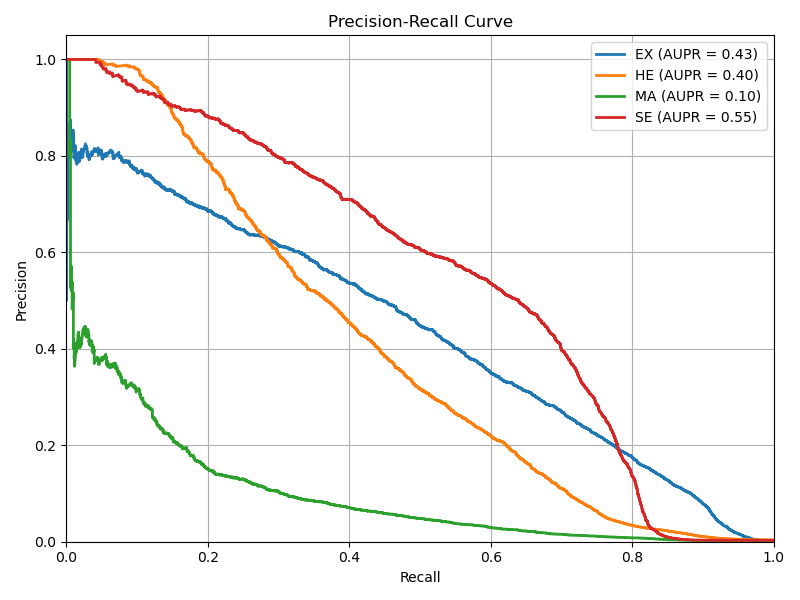 Precision-Recall Curve
EX (AUPR = 0.43)
HE (AUPR = 0.40)
MA (AUPR = 0.10)
SE (AUPR = 0.55)
Precision
1.0
0.8
0.6
0.4
0.2
0.0
0.0 0.2 0.4 0.6 0.8 1.0
Recall